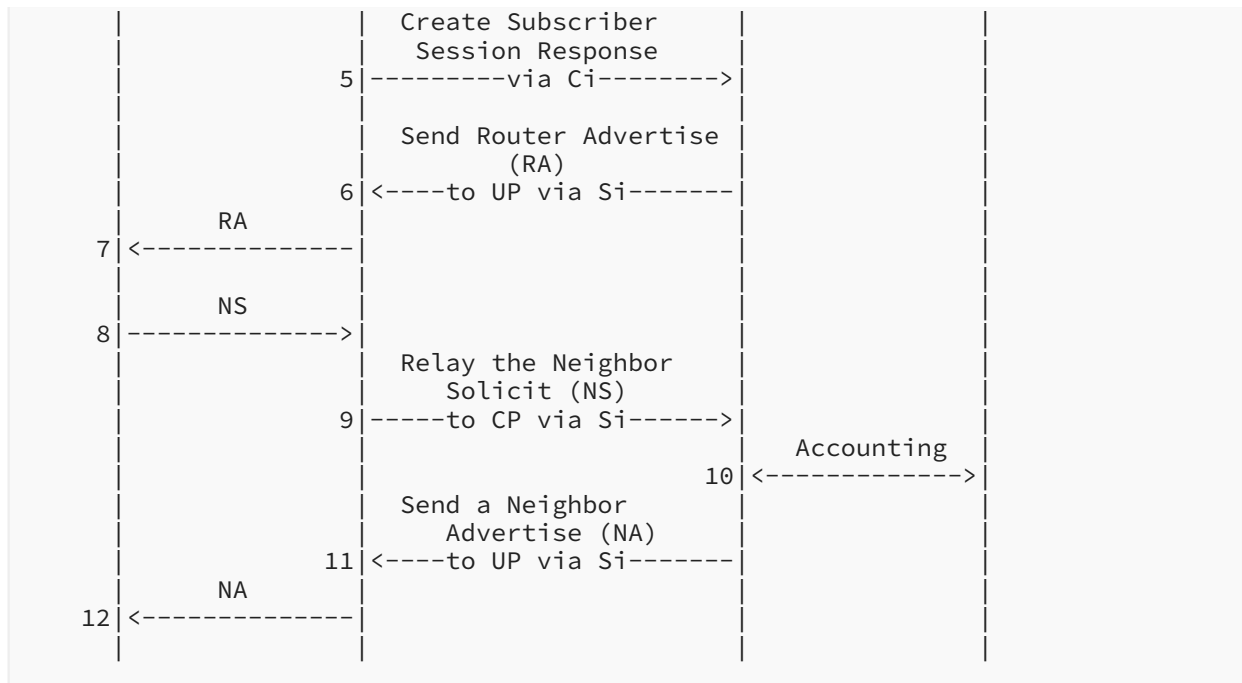 Create Subscriber
Session Response
5|---------via Ci-------->|
Send Router Advertise
(RA)
6|<----to UP via Si-------|
RA
7|<--------------|
NS
8|-------------->|
Relay the Neighbor
Solicit (NS)
9|-----to CP via Si------>|
Accounting
10|<------------->|
Send a Neighbor
Advertise (NA)
11|<----to UP via Si-------|
NA
12|<--------------|